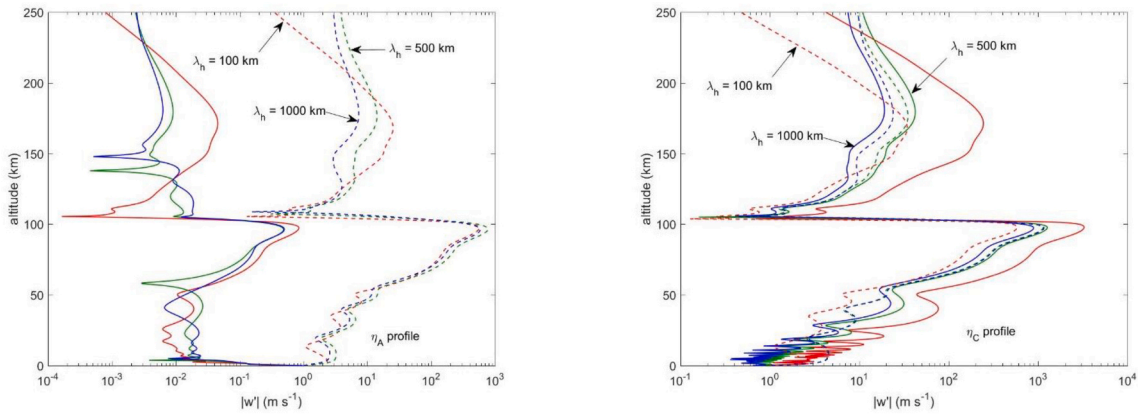 250
200
150
100
50
0
altitude (km)
λh = 100 km
λh = 500 km
λh = 1000 km
ηA profile
10-4 10-3 10-2 10-1 100 101 102 103
|w'| (m s-1)
250
200
150
100
50
0
altitude (km)
λh = 100 km
λh = 500 km
λh = 1000 km
ηC profile
10-1 100 101 102 103 104
|w'| (m s-1)